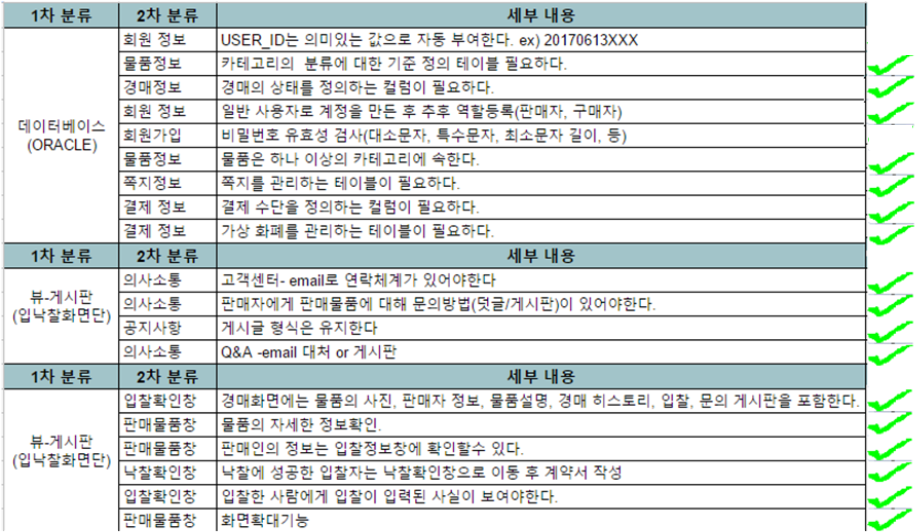 1차 분류 2차 분류 세부 내용
회원 정보 USER_ID는 의미있는 값으로 자동 부여한다. ex) 20170613XXX
물품정보 카테고리의 분류에 대한 기준 정의 테이블 필요하다.
경매정보 경매의 상태를 정의하는 컬럼이 필요하다.
회원 정보 일반 사용자로 계정을 만든 후 추후 역할등록(판매자, 구매자)
데이터베이스
(ORACLE)
회원가입 비밀번호 유효성 검사(대소문자, 특수문자, 최소문자 길이, 등)
물품정보 물품은 하나 이상의 카테고리에 속한다.
쪽지정보 쪽지를 관리하는 테이블이 필요하다.
결제 정보 결제 수단을 정의하는 컬럼이 필요하다.
결제 정보 가상 화폐를 관리하는 테이블이 필요하다.
1차 분류 2차 분류 세부 내용
의사소통 고객센터- email로 연락체계가 있어야한다
뷰-게시판
(입낙찰화면단)
의사소통 판매자에게 판매물품에 대해 문의방법(덧글/게시판)이 있어야한다.
공지사항 게시글 형식은 유지한다
의사소통 Q&A -email 대처 or 게시판
1차 분류 2차 분류 세부 내용
입찰확인창 경매화면에는 물품의 사진, 판매자 정보, 물품설명, 경매 히스토리, 입찰, 문의 게시판을 포함한다.
판매물품창 물품의 자세한 정보확인.
뷰-게시판
(입낙찰화면단)
판매물품창 판매인의 정보는 입찰정보창에 확인할수 있다.
낙찰확인창 낙찰에 성공한 입찰자는 낙찰확인창으로 이동 후 계약서 작성
입찰확인창 입찰한 사람에게 입찰이 입력된 사실이 보여야한다.
판매물품창 화면확대기능